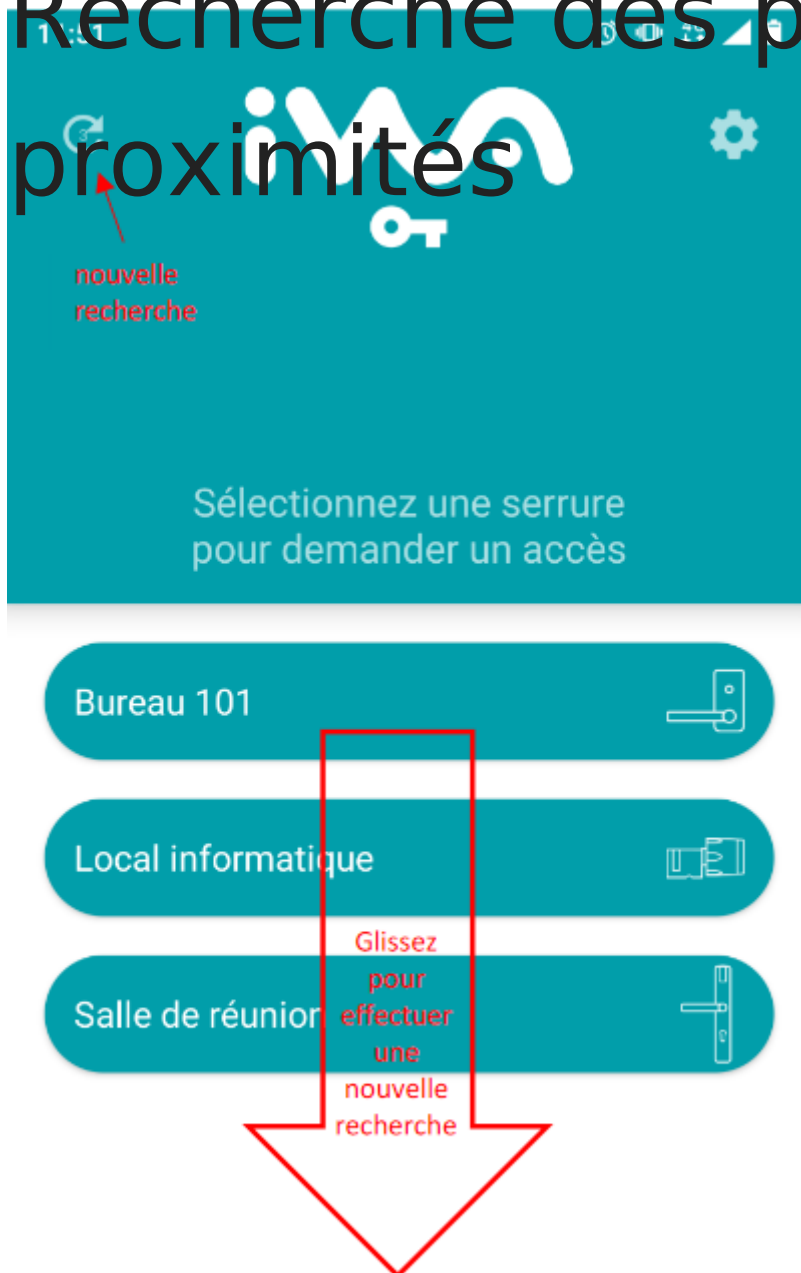 Recherche des p
proximités
iwa
nouvelle
recherche
Sélectionnez une serrure
pour demander un accès
Bureau 101
Local informatique
Salle de réunion
Glissez
pour
effectuer
une
nouvelle
recherche